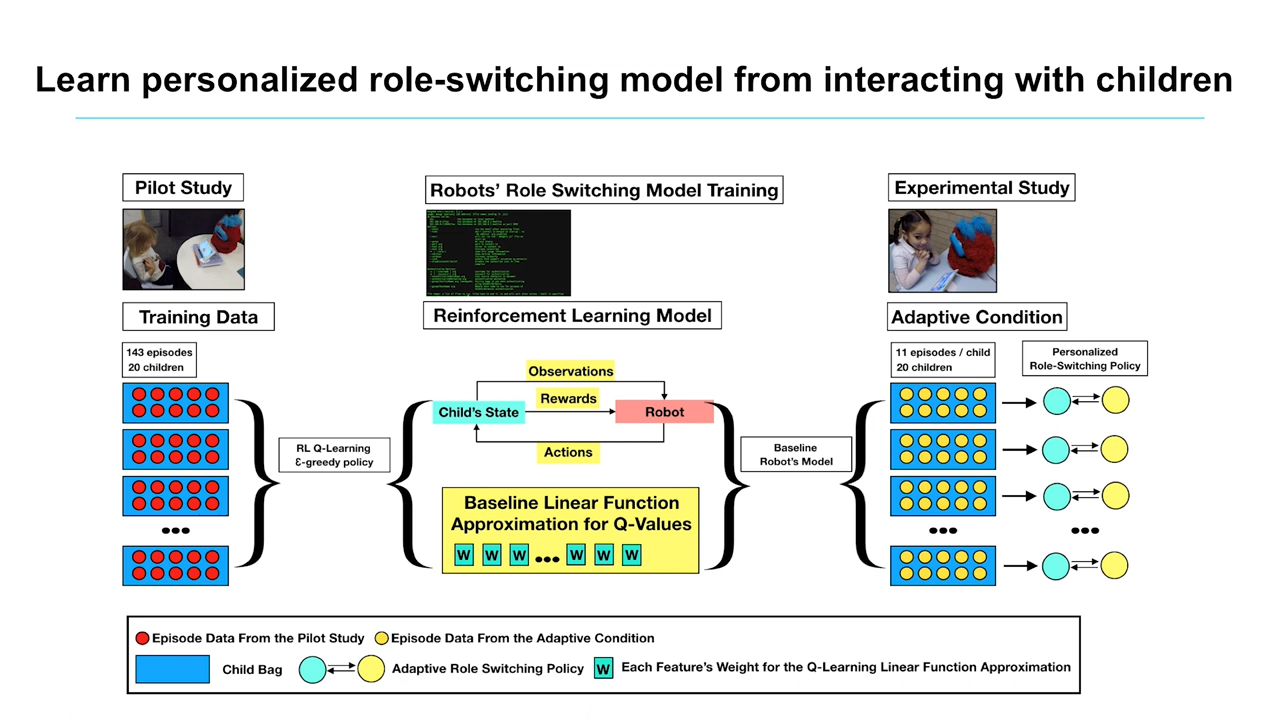 Learn personalized role-switching model from interacting with children
Pilot Study
Robots' Role Switching Model Training
Experimental Study
Training Data
Reinforcement Learning Model
Adaptive Condition
143 episodes
20 children
11 episodes / child
20 children
Personalized
Role-Switching Policy
Observations
Rewards
Child's State
Robot
Actions
RL Q-Learning
ε-greedy policy
Baseline
Robot's Model
Baseline Linear Function
Approximation for Q-Values
W W W ... W W W
...
...
...
Episode Data From the Pilot Study
Episode Data From the Adaptive Condition
Child Bag
Adaptive Role Switching Policy
W
Each Feature's Weight for the Q-Learning Linear Function Approximation